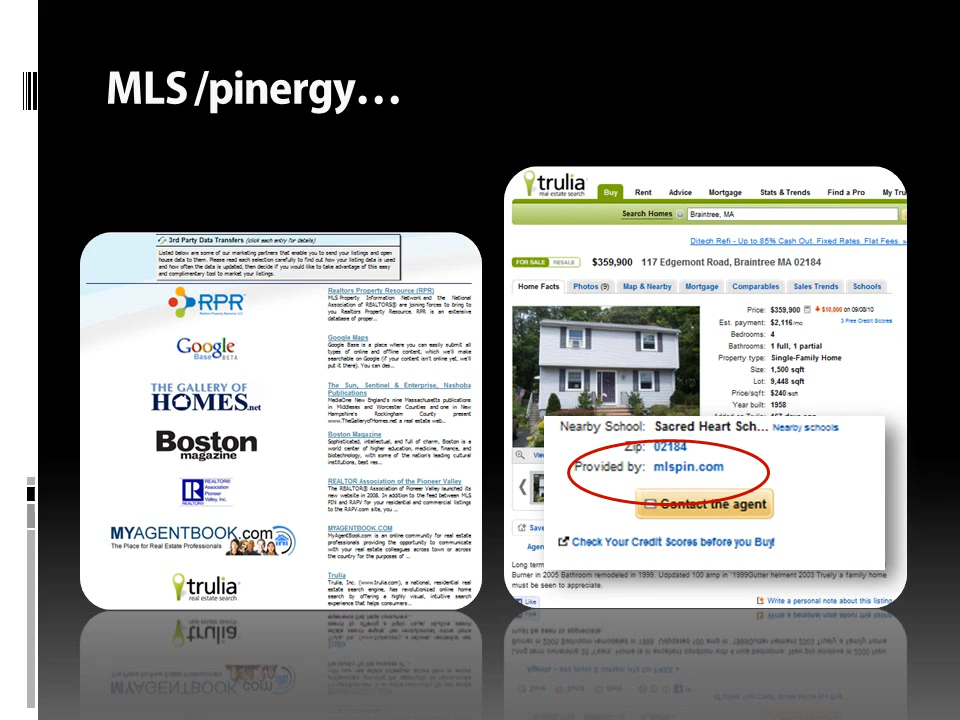 MLS /pinergy…
3rd Party Data Transfers (click each entry for details)
Listed below are some of our marketing partners that enable you to send your listings and open
house data to them. Please read each selection carefully to find out how your listing data is used
and how often the data is updated, then decide if you would like to take advantage of this easy
and complimentary tool to market your listings.
RPR
Realtors Property Resource (RPR)
MLS Property Information Network and the National
Association of REALTORS® are joining forces to bring to
you Realtors Property Resource. RPR is an extensive
database of proper...
Google
Base BETA
Google Maps
Google Base is a place where you can easily submit all
types of online and offline content, which we'll make
searchable on Google (if your content isn't online yet, we'll
put it there). You can des...
THE GALLERY OF
HOMES.net
The Sun, Sentinel & Enterprise, Nashoba
Publications
MediaOne New England's nine Massachusetts publications
in Middlesex and Worcester Counties and one in New
Hampshire's Rockingham County present
www.TheGalleryofHomes.net a real estate web...
Boston
magazine
Boston Magazine
Sophisticated, intellectual, and full of charm, Boston is a
world center of higher education, medicine, finance, and
biotechnology, with some of the nation's leading cultural
institutions, best res...
REALTORS®
Association of
Pioneer
Valley, Inc.
REALTOR
REALTOR Association of the Pioneer Valley
The REALTOR® Association of Pioneer Valley launched its
new website in 2008. In addition to the feed between MLS
PIN and RAPV for your residential and commercial listings
to the RAPV.com site, you ...
MYAGENTBOOK.com
The Place for Real Estate Professionals
MYAGENTBOOK.COM
MyAgentBook.com is an online community for real estate
professionals providing the opportunity to communicate
with your real estate colleagues across town or across
the country for the purposes of ...
trulia
real estate search
Trulia
Trulia, Inc. (www.trulia.com), a national, residential real
estate search engine, has revolutionized online home
search by offering a highly visual, intuitive search
experience that helps consumers...
trulia
real estate search
Buy Rent Advice Mortgage Stats & Trends Find a Pro My Tru
Search Homes Braintree, MA
Ditech Refi - Up to 85% Cash Out. Fixed Rates. Flat Fees. »
FOR SALE RESALE $359,900 117 Edgemont Road, Braintree MA 02184
Home Facts Photos (9) Map & Nearby Mortgage Comparables Sales Trends Schools
Price: $359,900 $10,000 on 09/08/10
Est. payment: $2,116/mo 3 Free Credit Scores
Bedrooms: 4
Bathrooms: 1 full, 1 partial
Property type: Single-Family Home
Size: 1,500 sqft
Lot: 9,448 sqft
Price/sqft: $240/sqft
Year built: 1958
Nearby School: Sacred Heart Sch... Nearby schools
Zip: 02184
Provided by: mlspin.com
Contact the agent
Check Your Credit Scores before you Buy!
Save
Agen
Long term
Burner in 2005 Bathroom remodeled in 1999. Udpdated 100 amp in '1999Gutter helment 2003 Truely a family home
must be seen to appreciate.
Like
Write a personal note about this listing